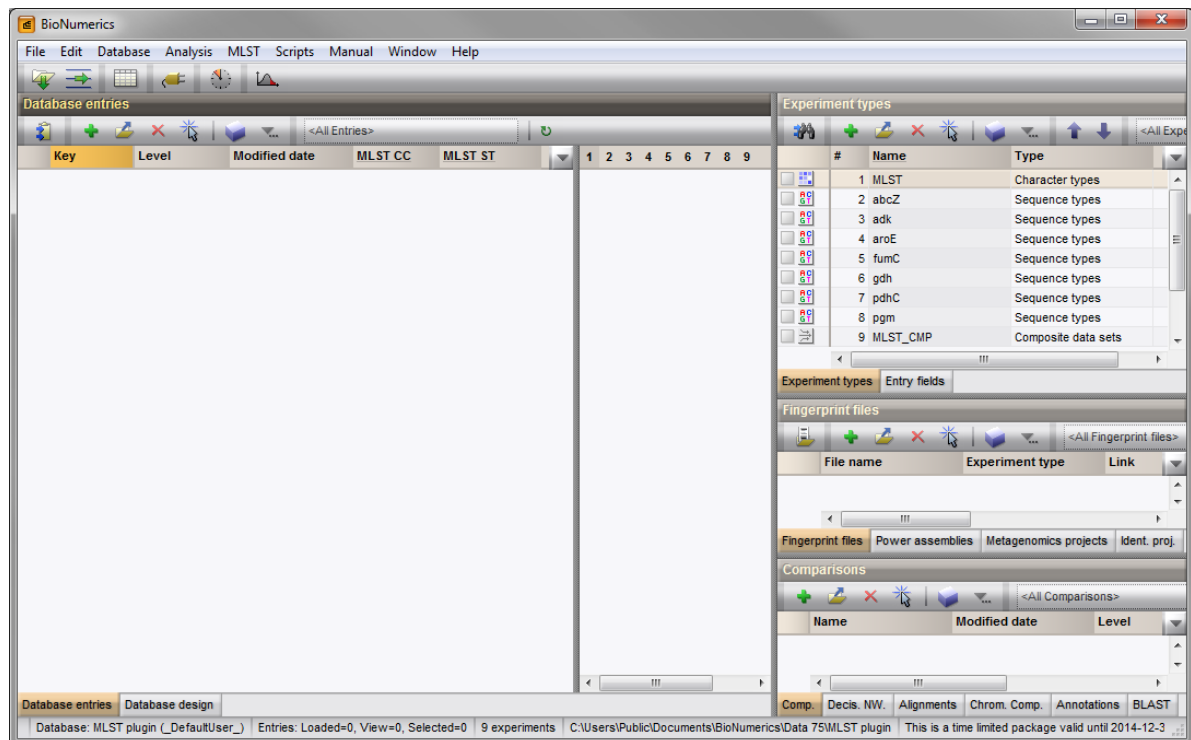 BioNumerics
File Edit Database Analysis MLST Scripts Manual Window Help
Database entries
<All Entries>
Key Level Modified date MLST CC MLST ST 1 2 3 4 5 6 7 8 9
Experiment types
<All Expe
# Name Type
1 MLST Character types
2 abcZ Sequence types
3 adk Sequence types
4 aroE Sequence types
5 fumC Sequence types
6 gdh Sequence types
7 pdhC Sequence types
8 pgm Sequence types
9 MLST_CMP Composite data sets
Experiment types Entry fields
Fingerprint files
<All Fingerprint files>
File name Experiment type Link
Fingerprint files Power assemblies Metagenomics projects Ident. proj.
Comparisons
<All Comparisons>
Name Modified date Level
Database entries Database design
Comp. Decis. NW. Alignments Chrom. Comp. Annotations BLAST
Database: MLST plugin (_DefaultUser_) Entries: Loaded=0, View=0, Selected=0 9 experiments C:\Users\Public\Documents\BioNumerics\Data 75\MLST plugin This is a time limited package valid until 2014-12-3